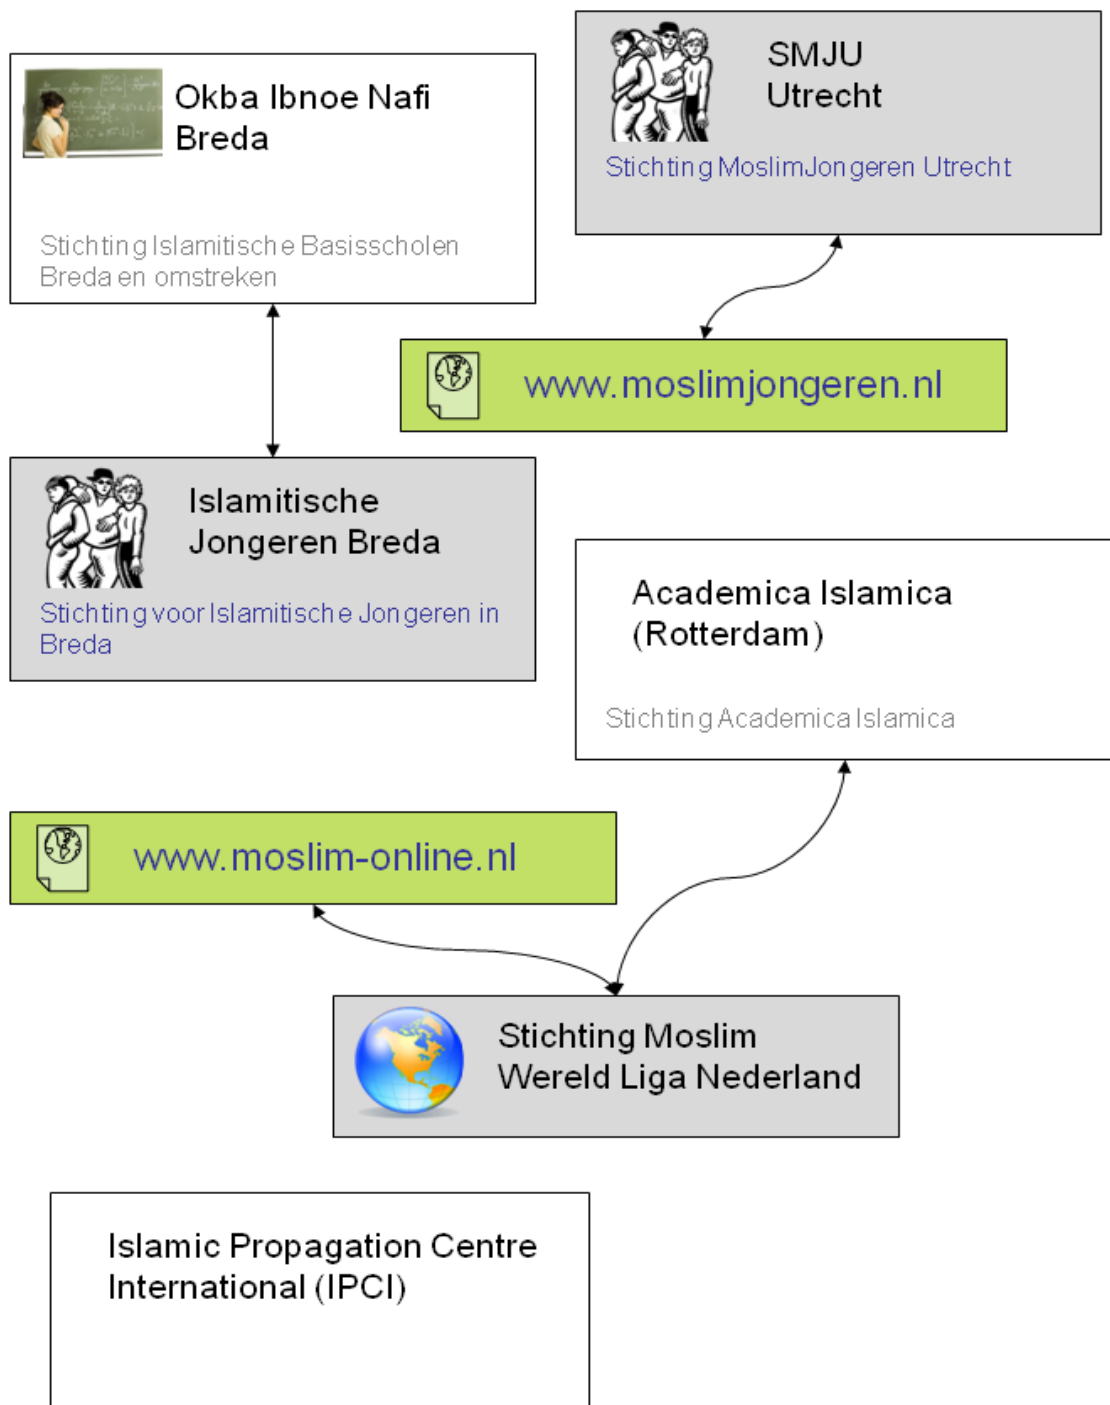 Okba Ibnoe Nafi
Breda
Stichting Islamitische Basisscholen
Breda en omstreken
SMJU
Utrecht
Stichting MoslimJongeren Utrecht
www.moslimjongeren.nl
Islamitische
Jongeren Breda
Stichting voor Islamitische Jongeren in
Breda
Academica Islamica
(Rotterdam)
Stichting Academica Islamica
www.moslim-online.nl
Stichting Moslim
Wereld Liga Nederland
Islamic Propagation Centre
International (IPCI)